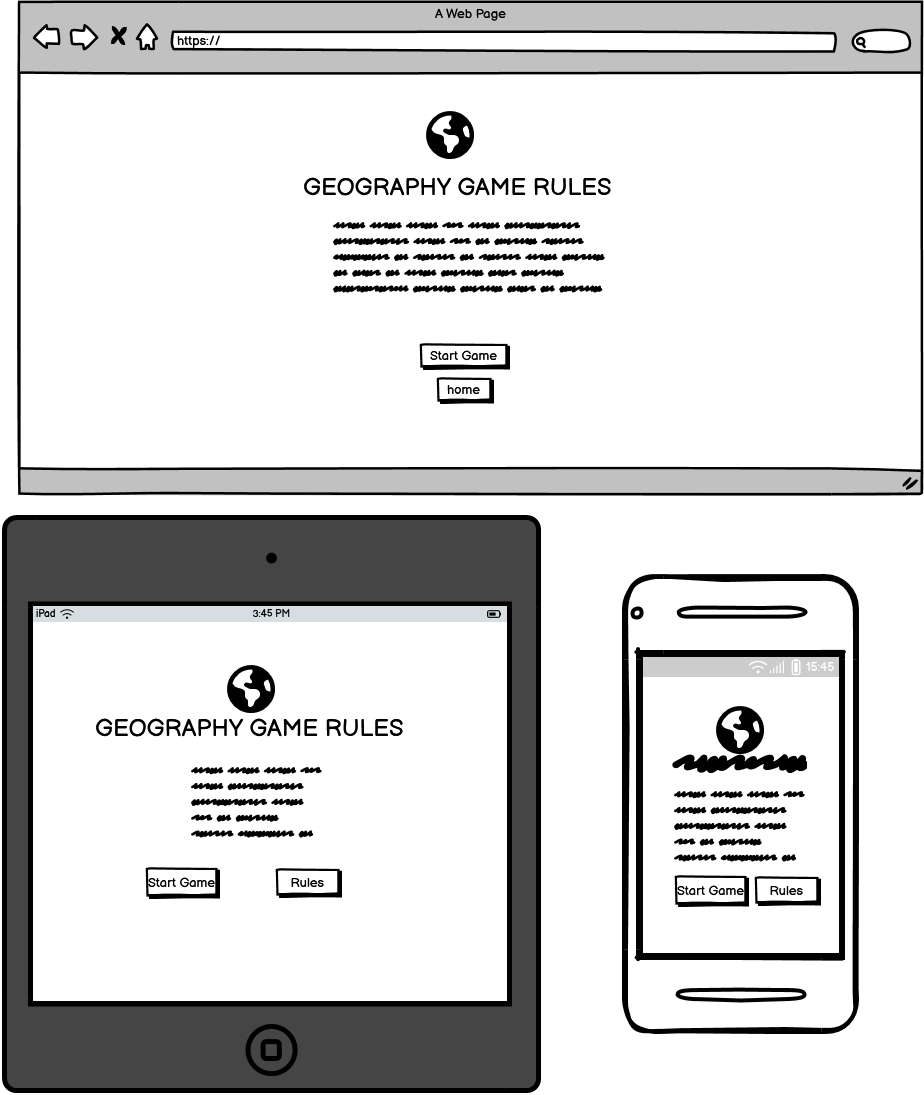 A Web Page
https://
GEOGRAPHY GAME RULES
Start Game
home
iPad 3:45 PM
GEOGRAPHY GAME RULES
Start Game Rules
15:45
Start Game Rules